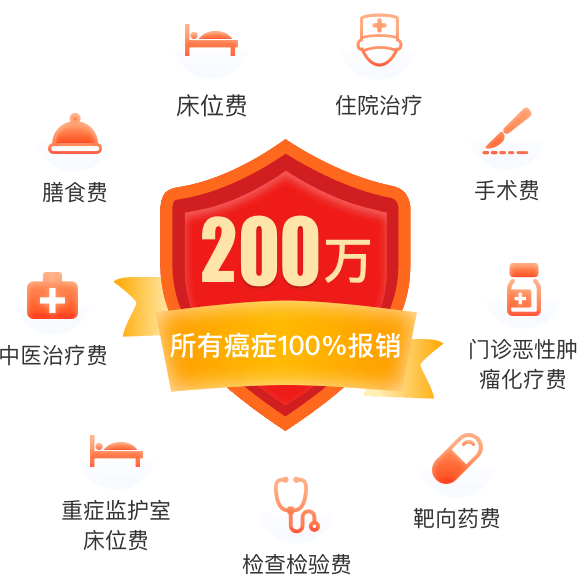 床位费
住院治疗
膳食费
手术费
200万
所有癌症100%报销
中医治疗费
门诊恶性肿
瘤化疗费
重症监护室
床位费
靶向药费
检查检验费